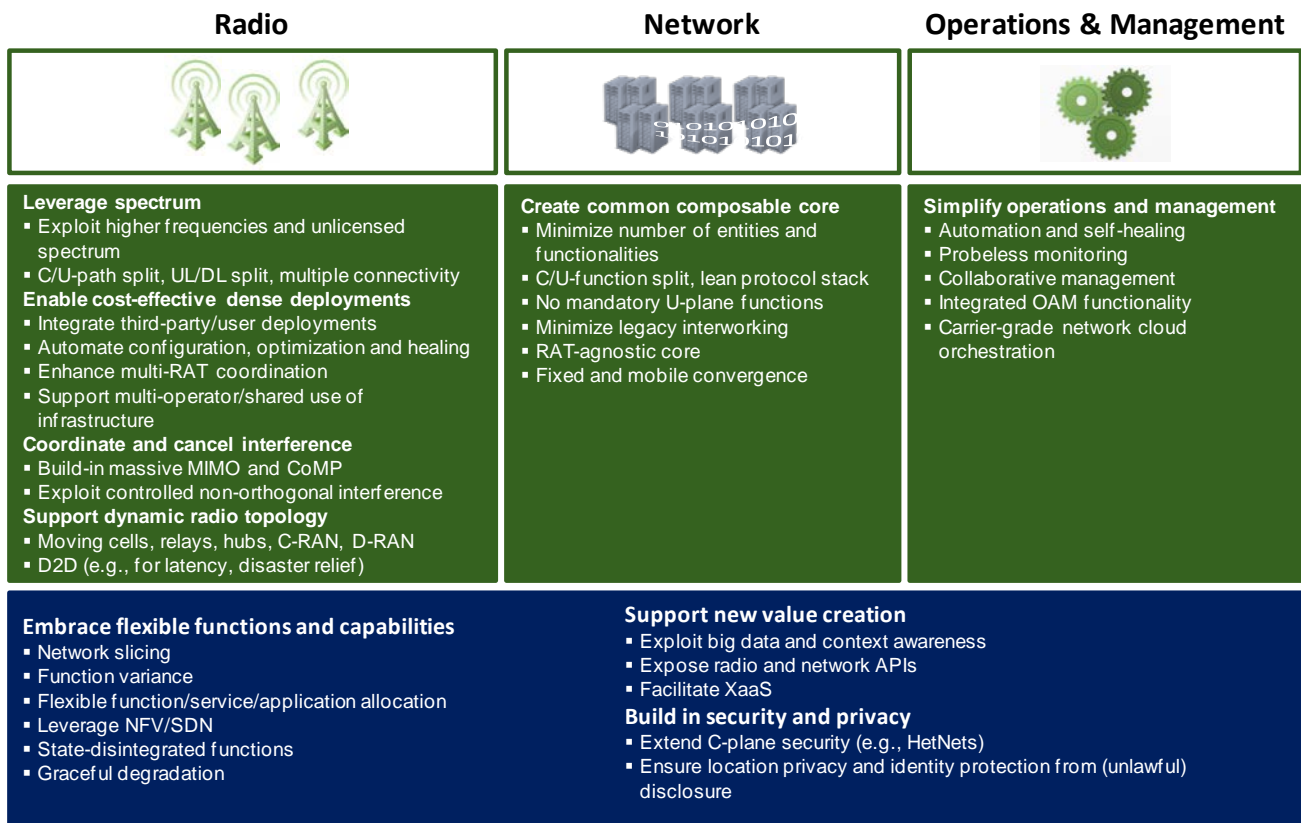 Radio
Network
Operations & Management
Leverage spectrum
▪ Exploit higher frequencies and unlicensed
spectrum
▪ C/U-path split, UL/DL split, multiple connectivity
Enable cost-effective dense deployments
▪ Integrate third-party/user deployments
▪ Automate configuration, optimization and healing
▪ Enhance multi-RAT coordination
▪ Support multi-operator/shared use of
infrastructure
Coordinate and cancel interference
▪ Build-in massive MIMO and CoMP
▪ Exploit controlled non-orthogonal interference
Support dynamic radio topology
▪ Moving cells, relays, hubs, C-RAN, D-RAN
▪ D2D (e.g., for latency, disaster relief)
Create common composable core
▪ Minimize number of entities and
functionalities
▪ C/U-function split, lean protocol stack
▪ No mandatory U-plane functions
▪ Minimize legacy interworking
▪ RAT-agnostic core
▪ Fixed and mobile convergence
Simplify operations and management
▪ Automation and self-healing
▪ Probeless monitoring
▪ Collaborative management
▪ Integrated OAM functionality
▪ Carrier-grade network cloud
orchestration
Embrace flexible functions and capabilities
▪ Network slicing
▪ Function variance
▪ Flexible function/service/application allocation
▪ Leverage NFV/SDN
▪ State-disintegrated functions
▪ Graceful degradation
Support new value creation
▪ Exploit big data and context awareness
▪ Expose radio and network APIs
▪ Facilitate XaaS
Build in security and privacy
▪ Extend C-plane security (e.g., HetNets)
▪ Ensure location privacy and identity protection from (unlawful)
disclosure